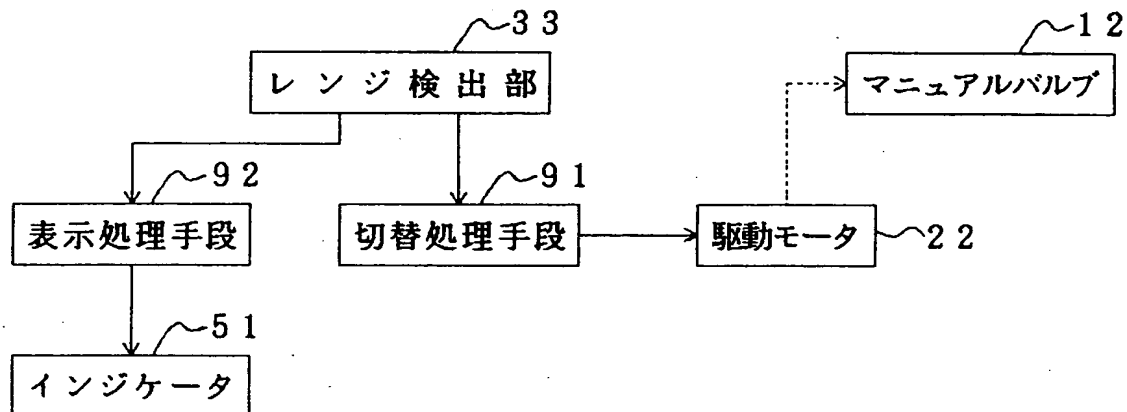 33
レンジ検出部
12
マニュアルバルブ
92
表示処理手段
91
切替処理手段
駆動モータ
22
51
インジケータ